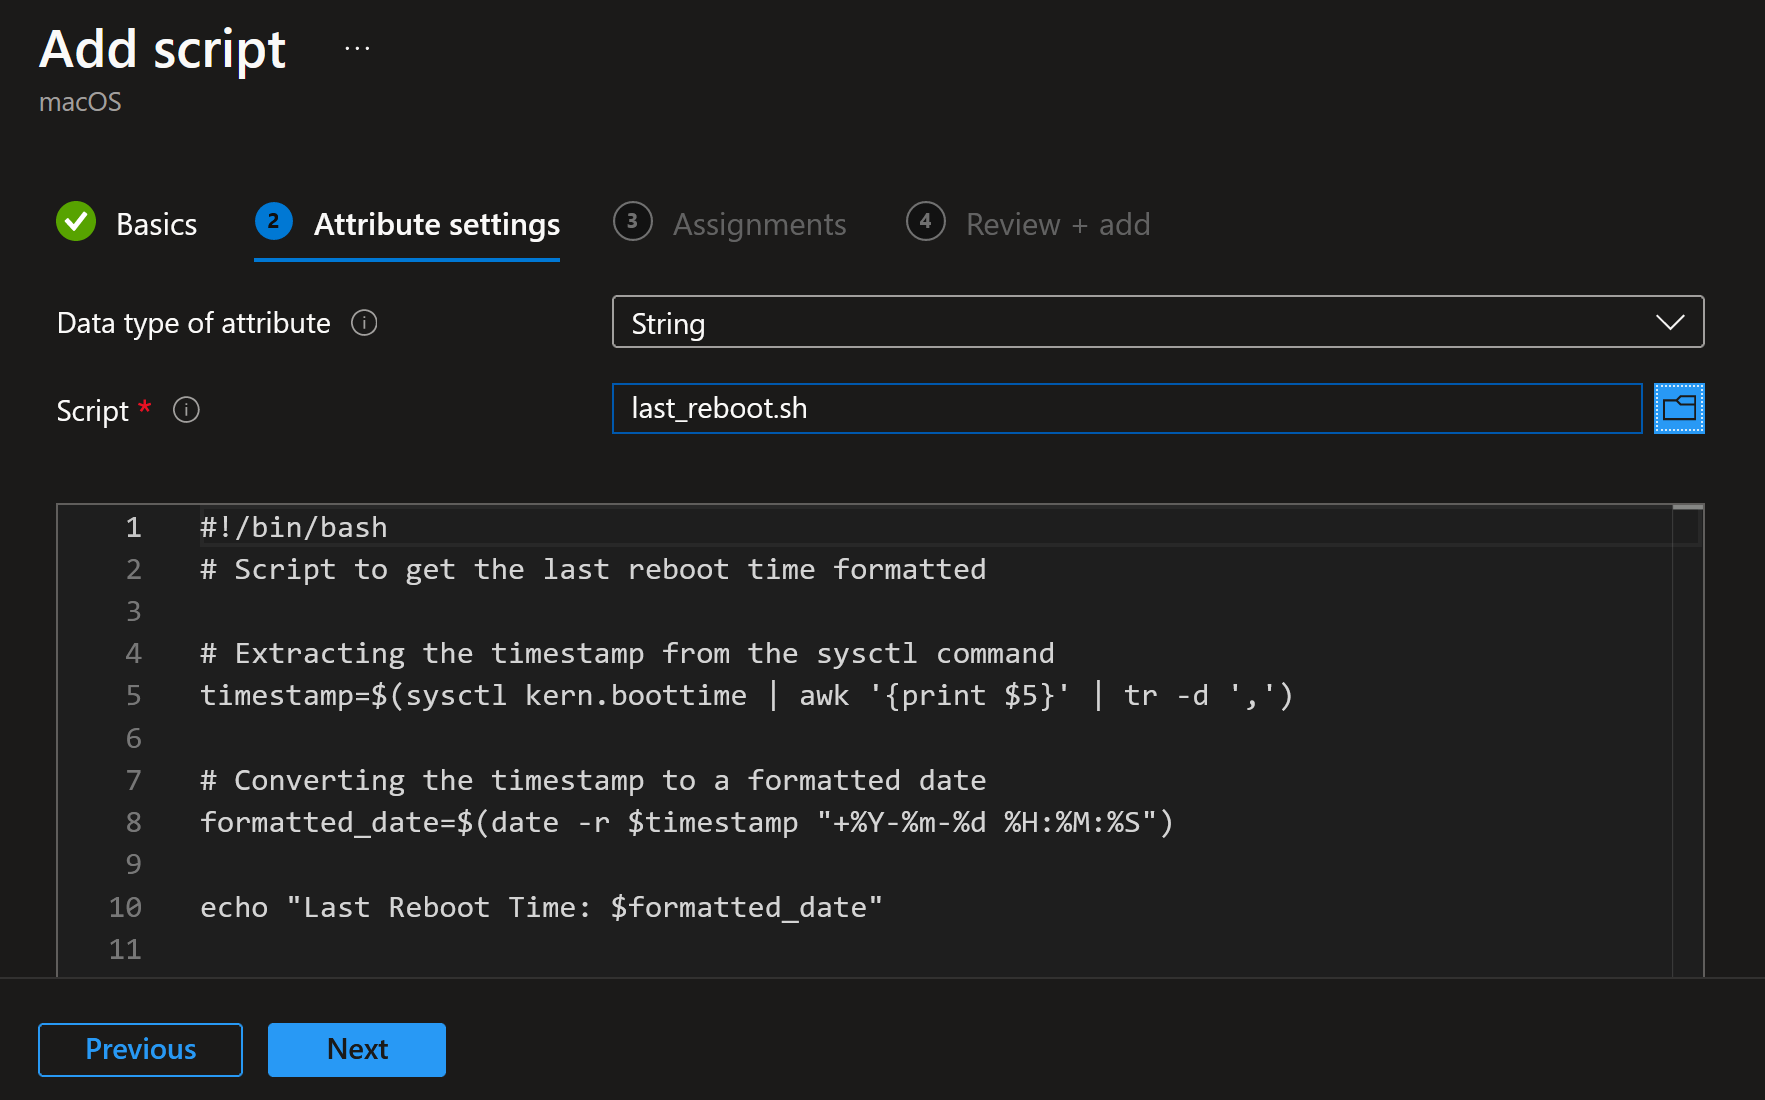 Add script ...
macOS
Basics 2 Attribute settings 3 Assignments 4 Review + add
Data type of attribute i String
Script * i last_reboot.sh
1 #!/bin/bash
2 # Script to get the last reboot time formatted
3
4 # Extracting the timestamp from the sysctl command
5 timestamp=$(sysctl kern.boottime | awk '{print $5}' | tr -d ',')
6
7 # Converting the timestamp to a formatted date
8 formatted_date=$(date -r $timestamp "+%Y-%m-%d %H:%M:%S")
9
10 echo "Last Reboot Time: $formatted_date"
11
Previous Next